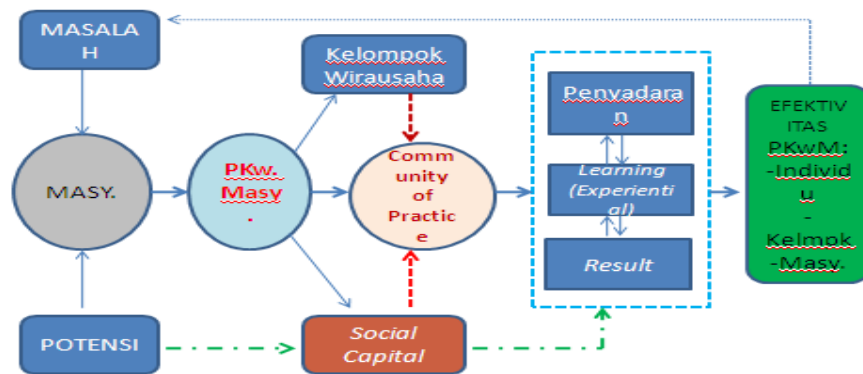 MASALA
H
Kelompok
Wirausaha
MASY.
PKw.
Masy
.
Comm
unity
of
Practic
e
Penyadara
n
Learning
(Experienti
al)
Result
EFEKTIV
ITAS
PKwM:
-Individ
u
-
Kelmpk
-Masy.
POTENSI
Social
Capital